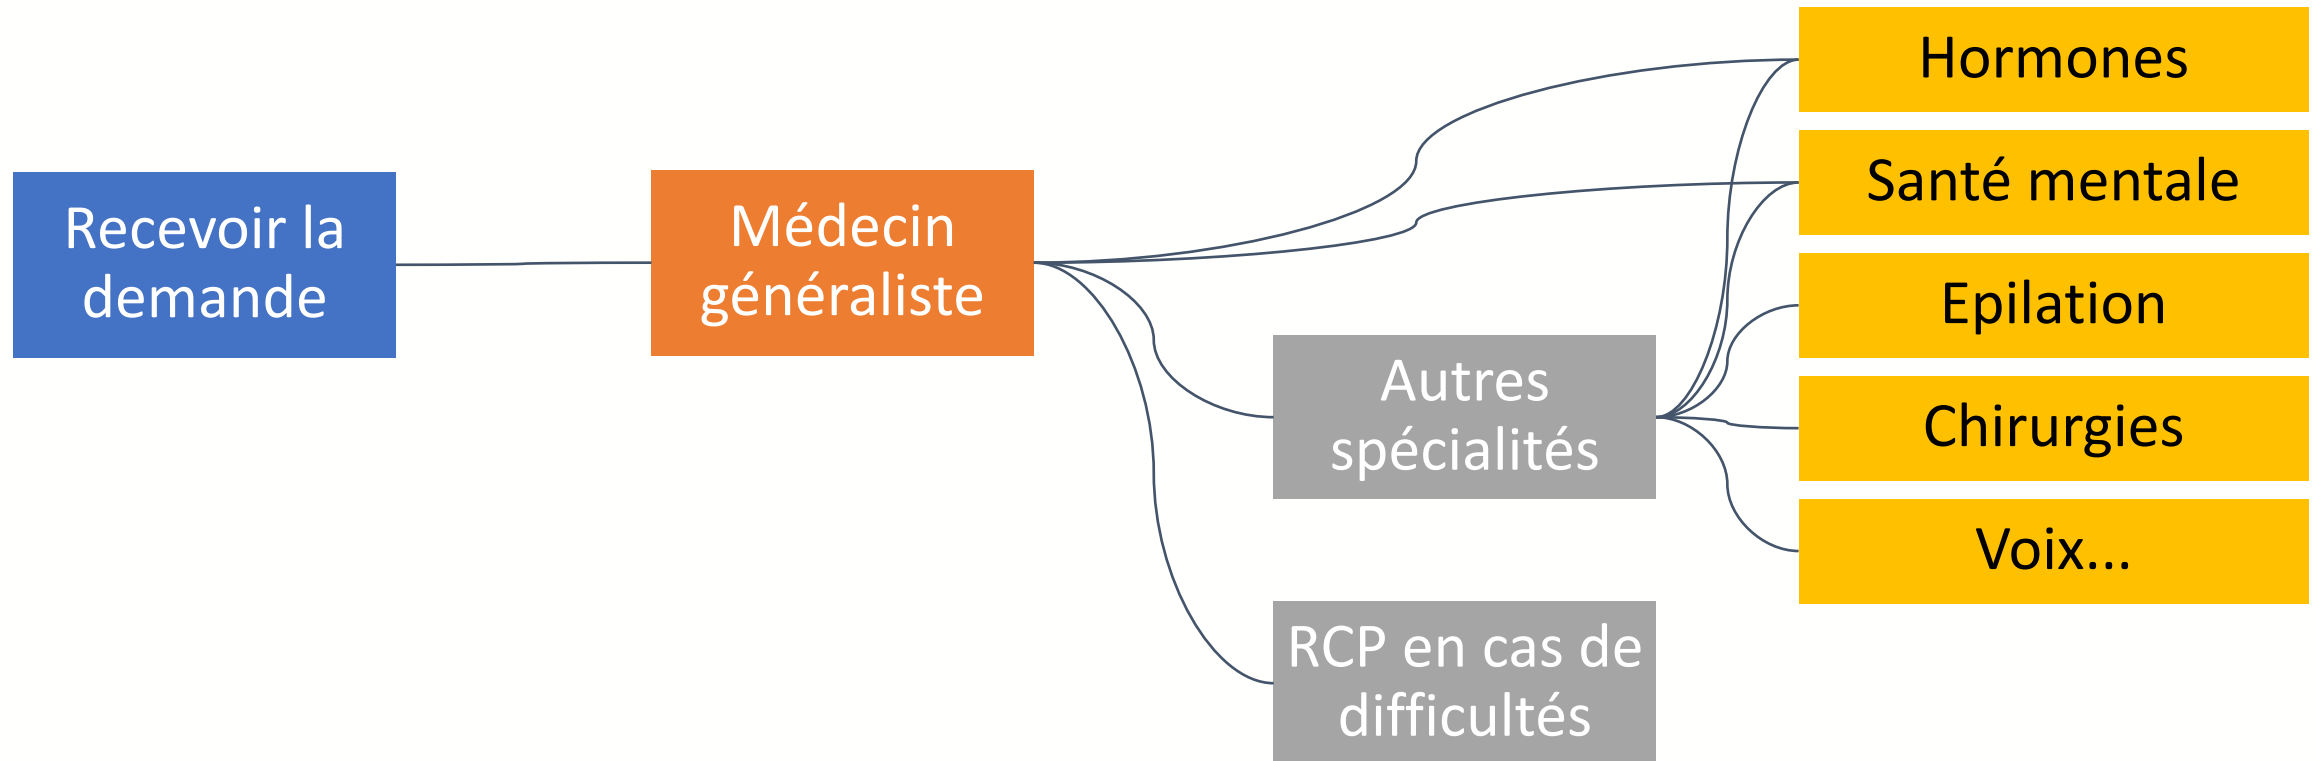 Recevoir la
demande
Médecin
généraliste
Autres
spécialités
RCP en cas de
difficultés
Hormones
Santé mentale
Epilation
Chirurgies
Voix...